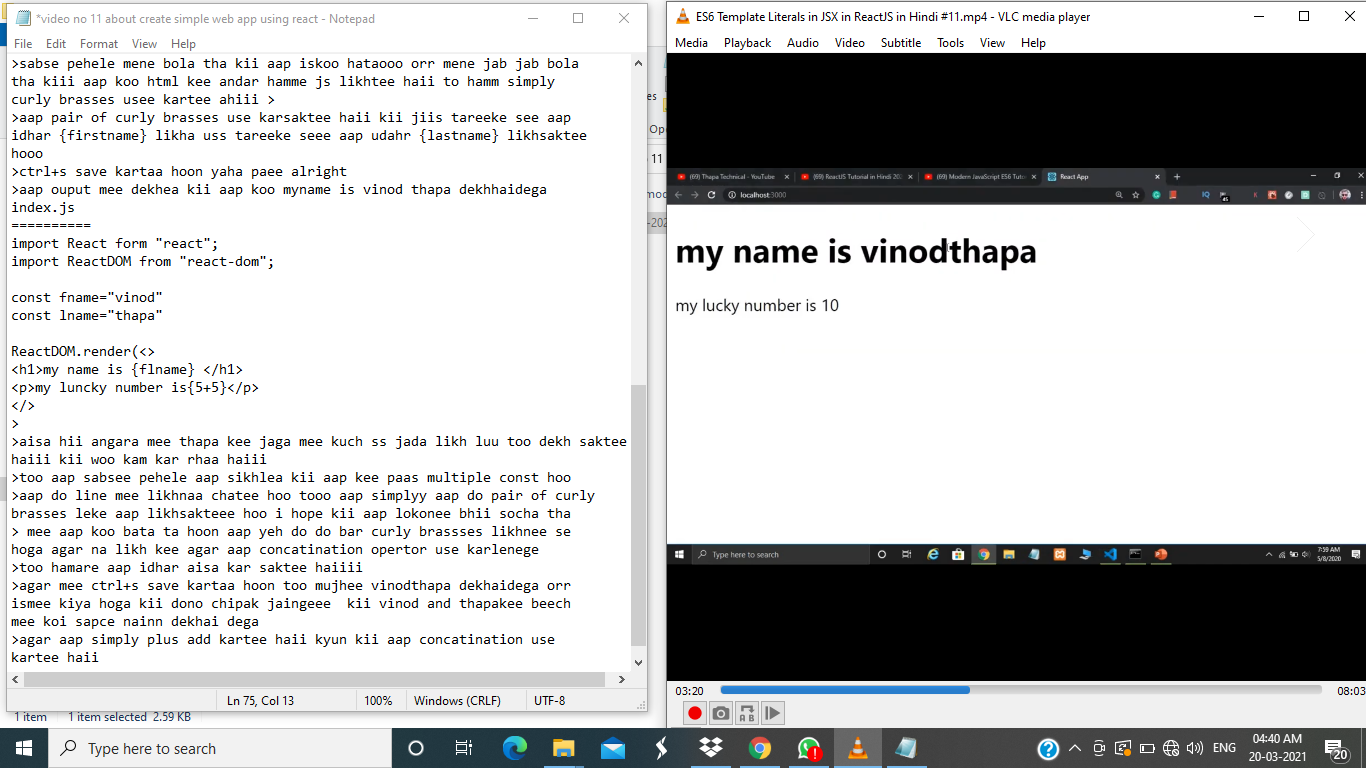 *video no 11 about create simple web app using react - Notepad
File Edit Format View Help
>sabse pehele mene bola tha kii aap iskoo hataooo orr mene jab jab bola
tha kiii aap koo html kee andar hamme js likhtee haii to hamm simply
curly brasses usee kartee ahiii >
>aap pair of curly brasses use karsaktee haii kii jiis tareeke see aap
idhar {firstname} likha uss tareeke seee aap udahr {lastname} likhsaktee
hooo
>ctrl+s save kartaa hoon yaha paee alright
>aap ouput mee dekhea kii aap koo myname is vinod thapa dekhhaidega
index.js
==========
import React form "react";
import ReactDOM from "react-dom";
const fname="vinod"
const lname="thapa"
ReactDOM.render(<>
<h1>my name is {flname} </h1>
<p>my luncky number is{5+5}</p>
</>
>
>aisa hii angara mee thapa kee jaga mee kuch ss jada likh luu too dekh saktee
haiii kii woo kam kar rhaa haiii
>too aap sabsee pehele aap sikhlea kii aap kee paas multiple const hoo
>aap do line mee likhnaa chatee hoo tooo aap simplyy aap do pair of curly
brasses leke aap likhsakteee hoo i hope kii aap lokonee bhii socha tha
> mee aap koo bata ta hoon aap yeh do do bar curly brassses likhnee se
hoga agar na likh kee agar aap concatination opertor use karlenege
>too hamare aap idhar aisa kar saktee haiiii
>agar mee ctrl+s save kartaa hoon too mujhee vinodthapa dekhaidega orr
ismee kiya hoga kii dono chipak jaingeee  kii vinod and thapakee beech
mee koi sapce nainn dekhai dega
>agar aap simply plus add kartee haii kyun kii aap concatination use
kartee haii
Ln 75, Col 13 100% Windows (CRLF) UTF-8
1 item 1 item selected 2.59 KB
ES6 Template Literals in JSX in ReactJS in Hindi #11.mp4 - VLC media player
Media Playback Audio Video Subtitle Tools View Help
(69) Thapa Technical - YouTube (69) ReactJS Tutorial in Hindi 202 (69) Modern JavaScript ES6 Tuto React App
localhost:3000
my name is vinodthapa
my lucky number is 10
Type here to search
7:59 AM
5/8/2020
03:20 08:03
Type here to search
ENG
04:40 AM
20-03-2021
20